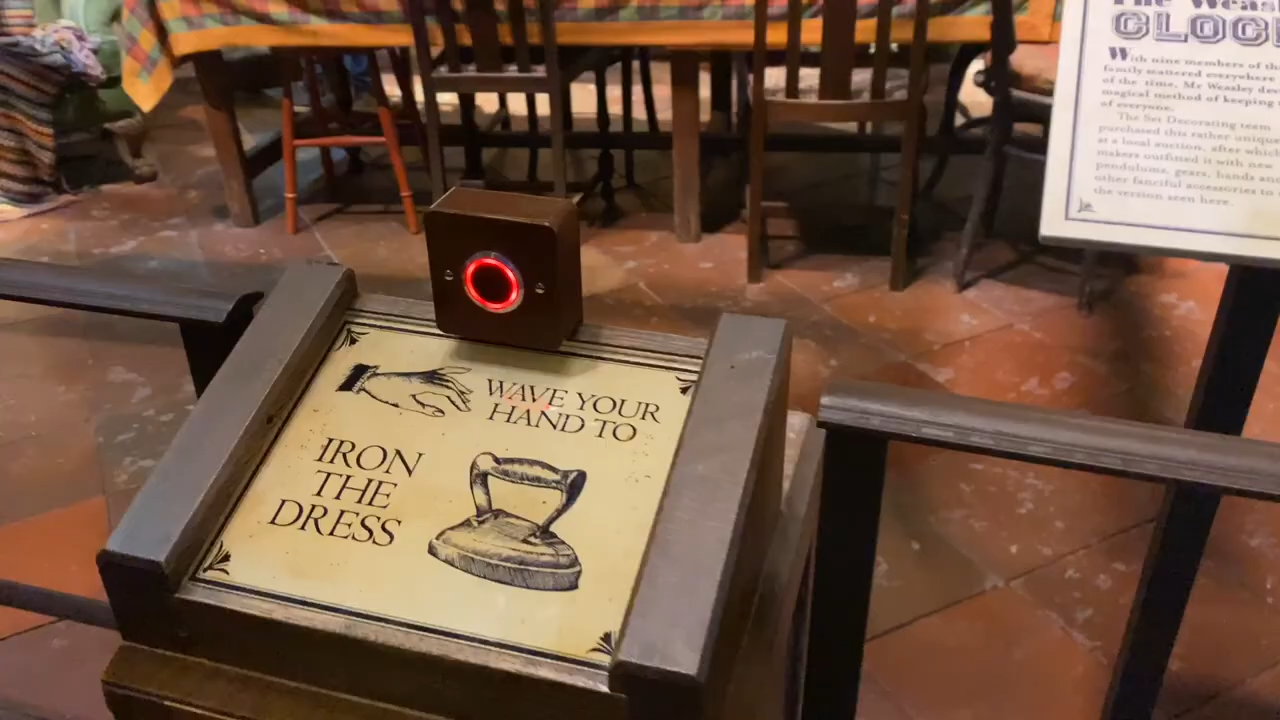 WAVE YOUR
HAND TO
IRON
THE
DRESS
The Weas
CLOCK
With nine members of the
family scattered everywhere
of the time, Mr Weasley dev
magical method of keeping
of everyone.
The Set Decorating team
purchased this rather unique
at a local auction, after which
makers outfitted it with new
pendulums, gears, hands and
other fanciful accessories to
the version seen here.